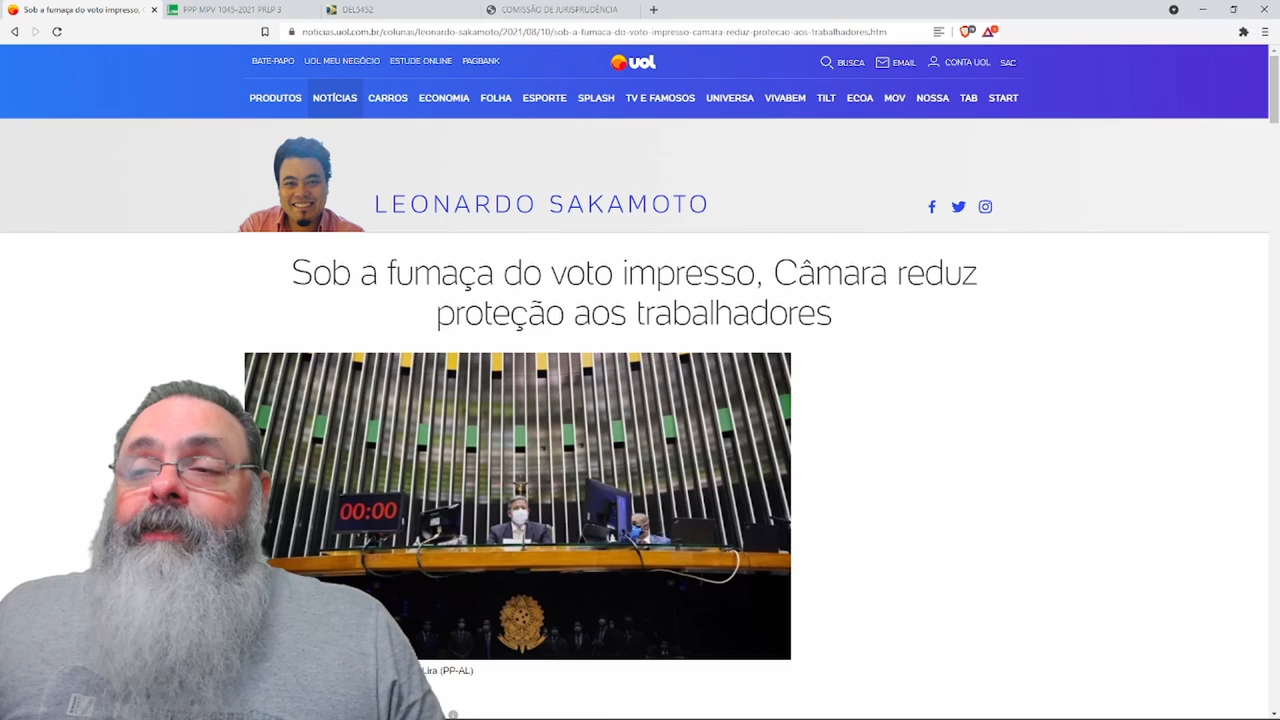 Sob a fumaça do voto impresso, C
PPP MPV 1045-2021 PRLP 3
DEL5452
COMISSÃO DE JURISPRUDÊNCIA
noticias.uol.com.br/colunas/leonardo-sakamoto/2021/08/10/sob-a-fumaca-do-voto-impresso-camara-reduz-protecao-aos-trabalhadores.htm
BATE-PAPO UOL MEU NEGÓCIO ESTUDE ONLINE PAGBANK
uol
BUSCA EMAIL CONTA UOL SAC
PRODUTOS NOTÍCIAS CARROS ECONOMIA FOLHA ESPORTE SPLASH TV E FAMOSOS UNIVERSA VIVABEM TILT ECOA MOV NOSSA TAB START
LEONARDO SAKAMOTO
Sob a fumaça do voto impresso, Câmara reduz
proteção aos trabalhadores
00:00
Lira (PP-AL)